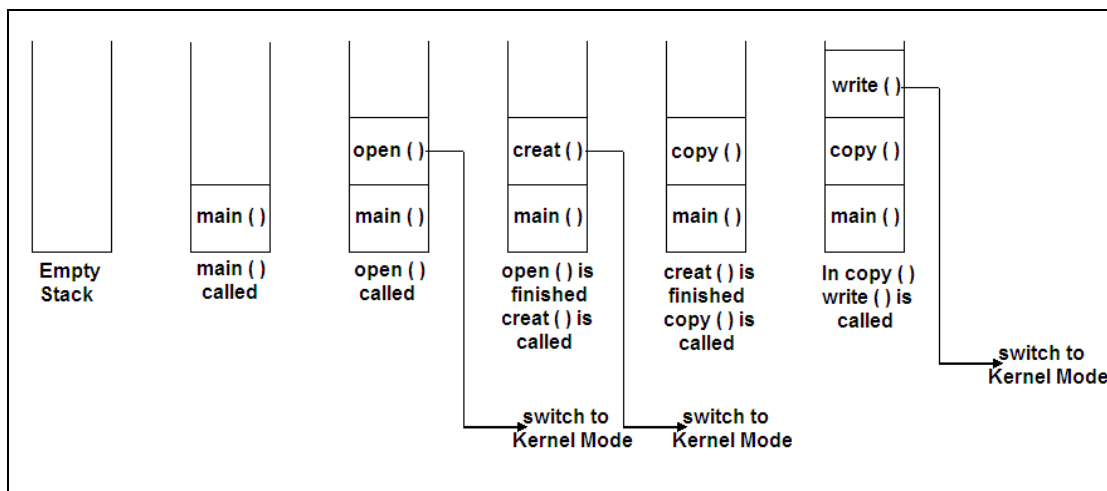 write ( )
open ( )
creat ( )
copy ( )
copy ( )
main ( )
main ( )
main ( )
main ( )
main ( )
Empty
Stack
main ( )
called
open ( )
called
open ( ) is
finished
creat ( ) is
called
creat ( ) is
finished
copy ( ) is
called
In copy ( )
write ( ) is
called
switch to
Kernel Mode
switch to
Kernel Mode
switch to
Kernel Mode